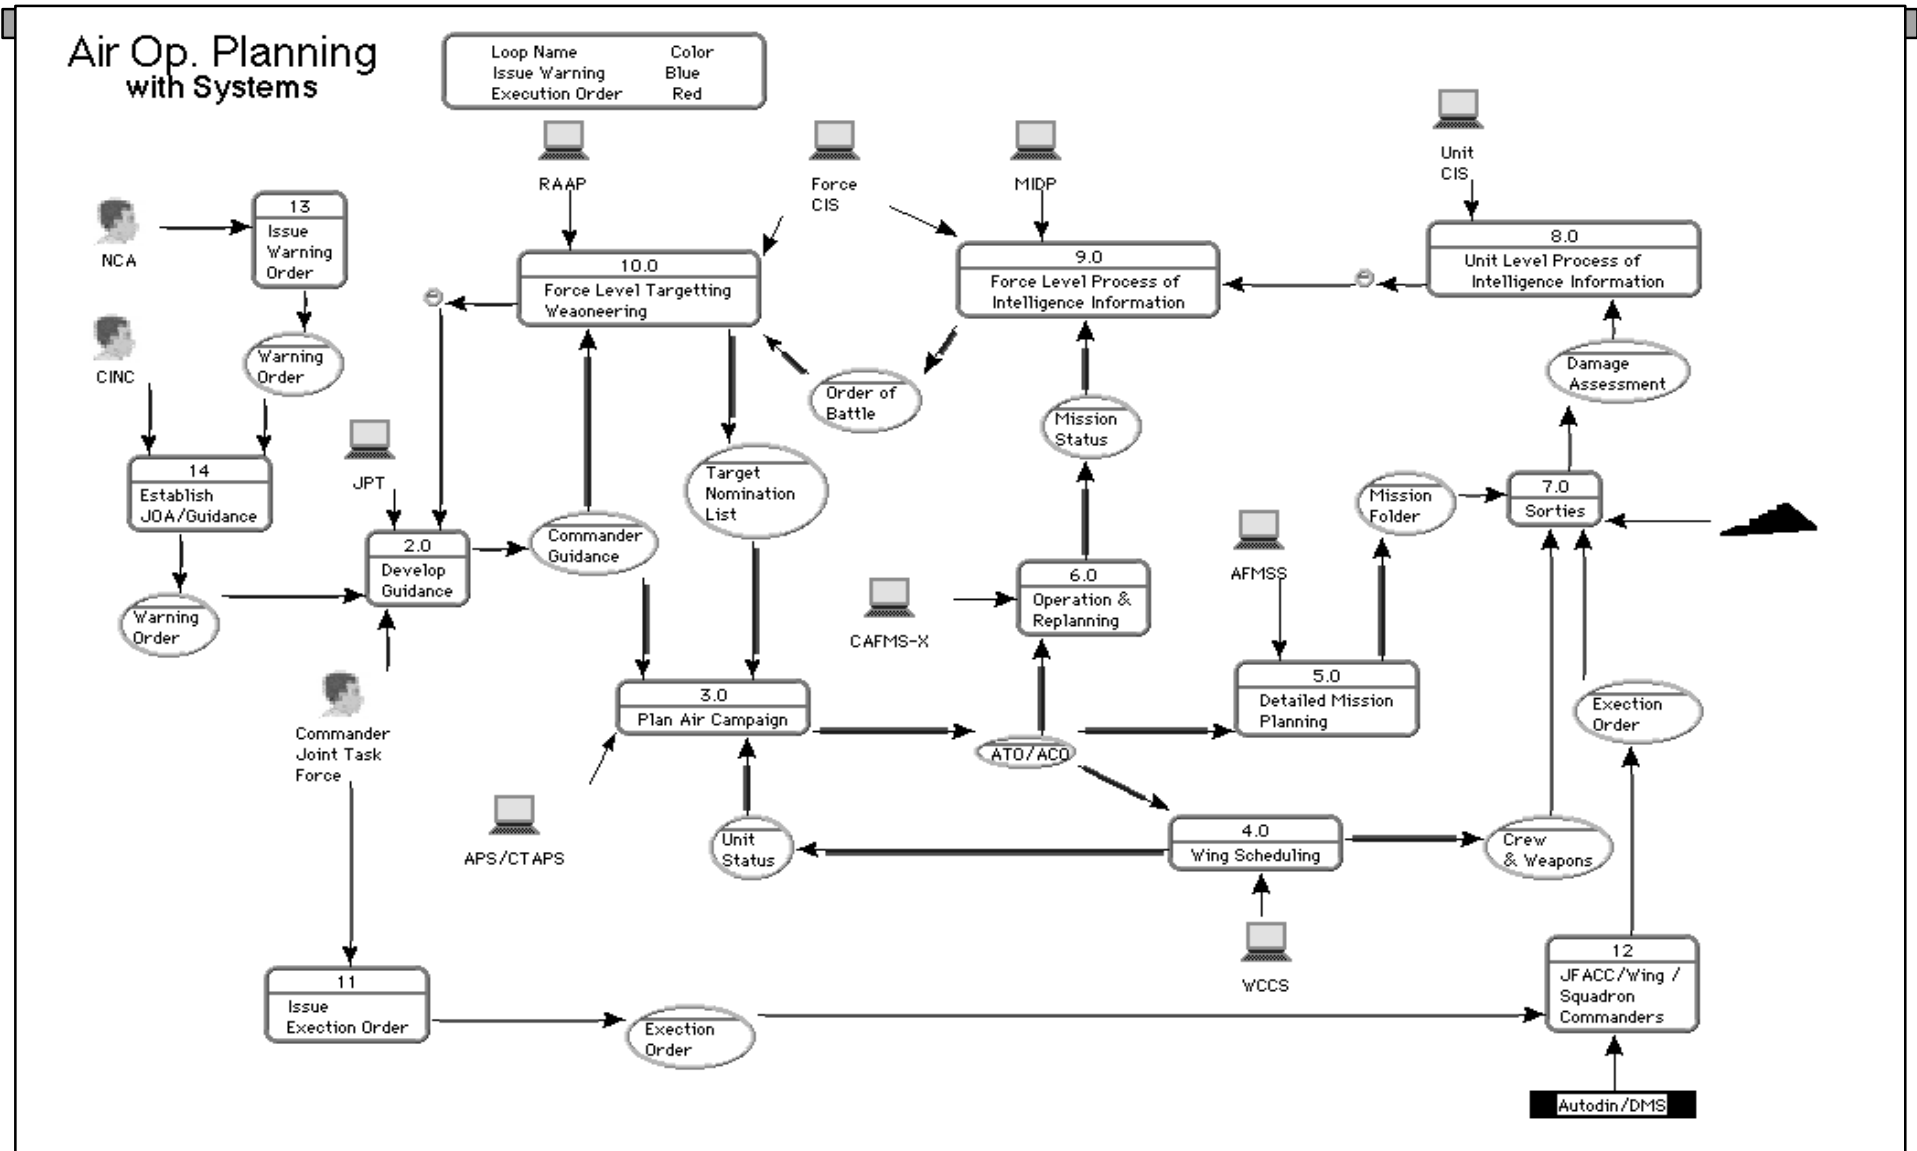 Air Op. Planning
with Systems
Loop Name Color
Issue Warning Blue
Execution Order Red
RAAP
Force
CIS
MIDP
Unit
CIS
NCA
13
Issue
Warning
Order
10.0
Force Level Targetting
Weaoneering
9.0
Force Level Process of
Intelligence Information
8.0
Unit Level Process of
Intelligence Information
CINC
Warning
Order
Order of
Battle
Mission
Status
Damage
Assessment
14
Establish
JOA/Guidance
JPT
Target
Nomination
List
Mission
Folder
7.0
Sorties
2.0
Develop
Guidance
Commander
Guidance
Warning
Order
CAFMS-X
6.0
Operation &
Replanning
AFMSS
5.0
Detailed Mission
Planning
Exection
Order
Commander
Joint Task
Force
3.0
Plan Air Campaign
ATO/ACO
APS/CTAPS
Unit
Status
4.0
Wing Scheduling
Crew
& Weapons
WCCS
11
Issue
Exection Order
Exection
Order
12
JFACC/Wing /
Squadron
Commanders
Autodin/DMS